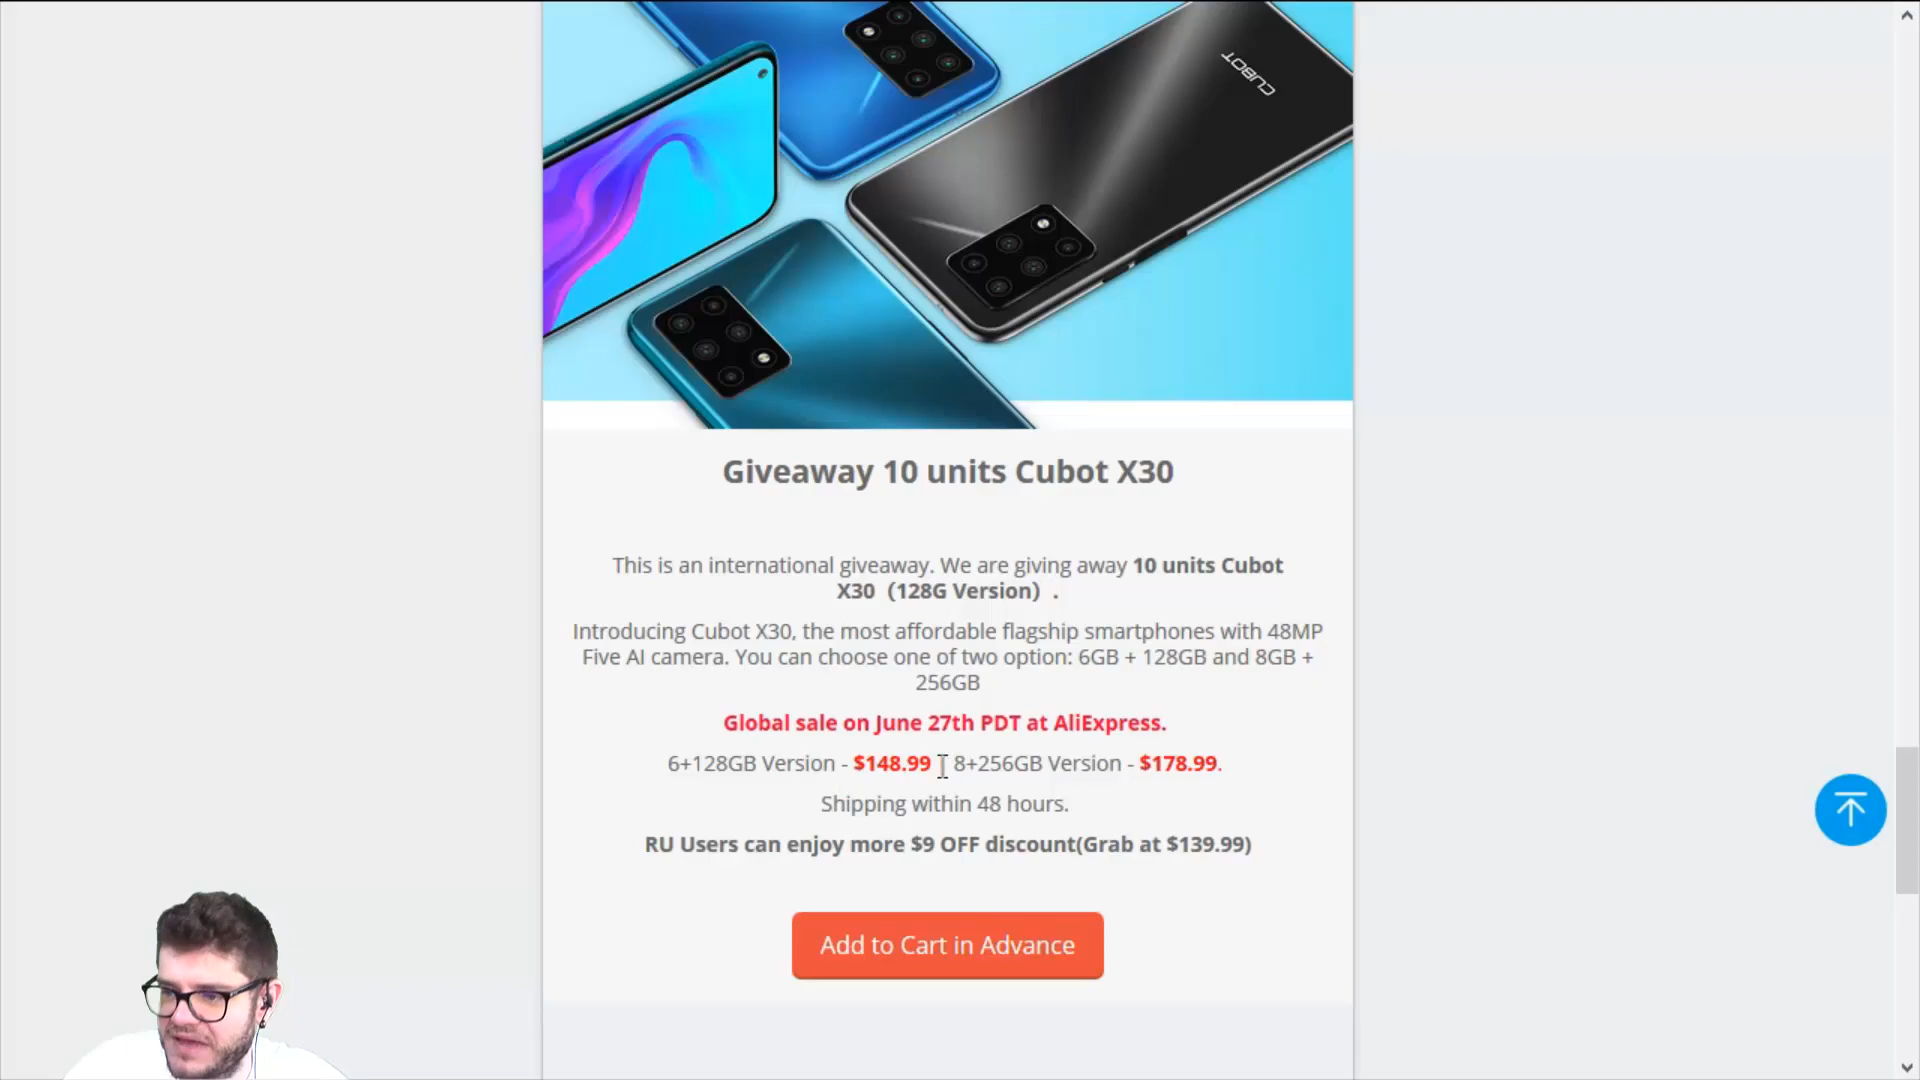 CUBOT
Giveaway 10 units Cubot X30
This is an international giveaway. We are giving away 10 units Cubot
X30（128G Version）.
Introducing Cubot X30, the most affordable flagship smartphones with 48MP
Five AI camera. You can choose one of two option: 6GB + 128GB and 8GB +
256GB
Global sale on June 27th PDT at AliExpress.
6+128GB Version - $148.99 8+256GB Version - $178.99.
Shipping within 48 hours.
RU Users can enjoy more $9 OFF discount(Grab at $139.99)
Add to Cart in Advance